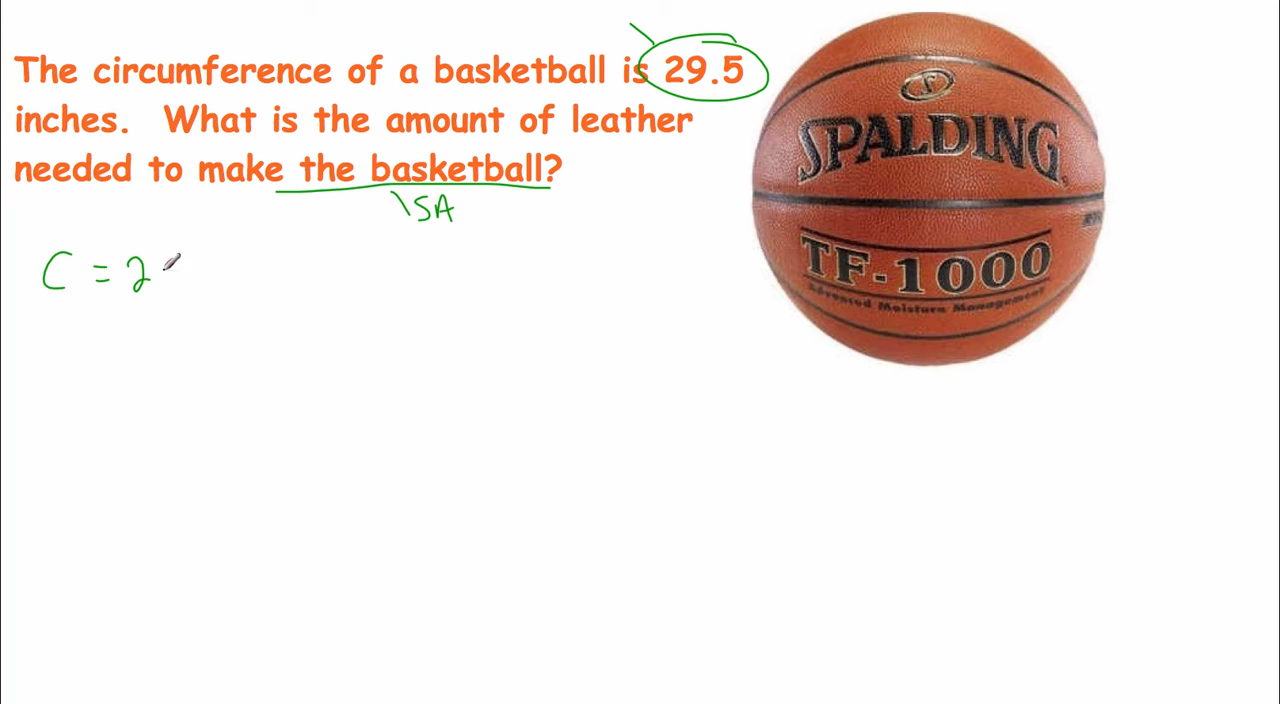 The circumference of a basketball is 29.5
inches. What is the amount of leather
needed to make the basketball?
SA
C = 2
SPALDING
TF-1000
Advanced Moisture Management